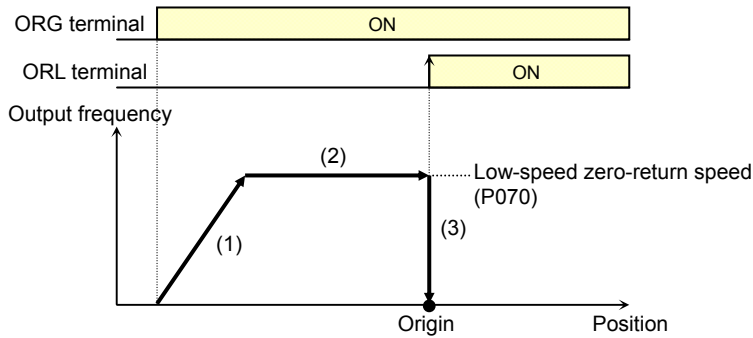 ORG terminal
ON
ORL terminal
ON
Output frequency
(2)
Low-speed zero-return speed
(P070)
(1)
(3)
Origin
Position